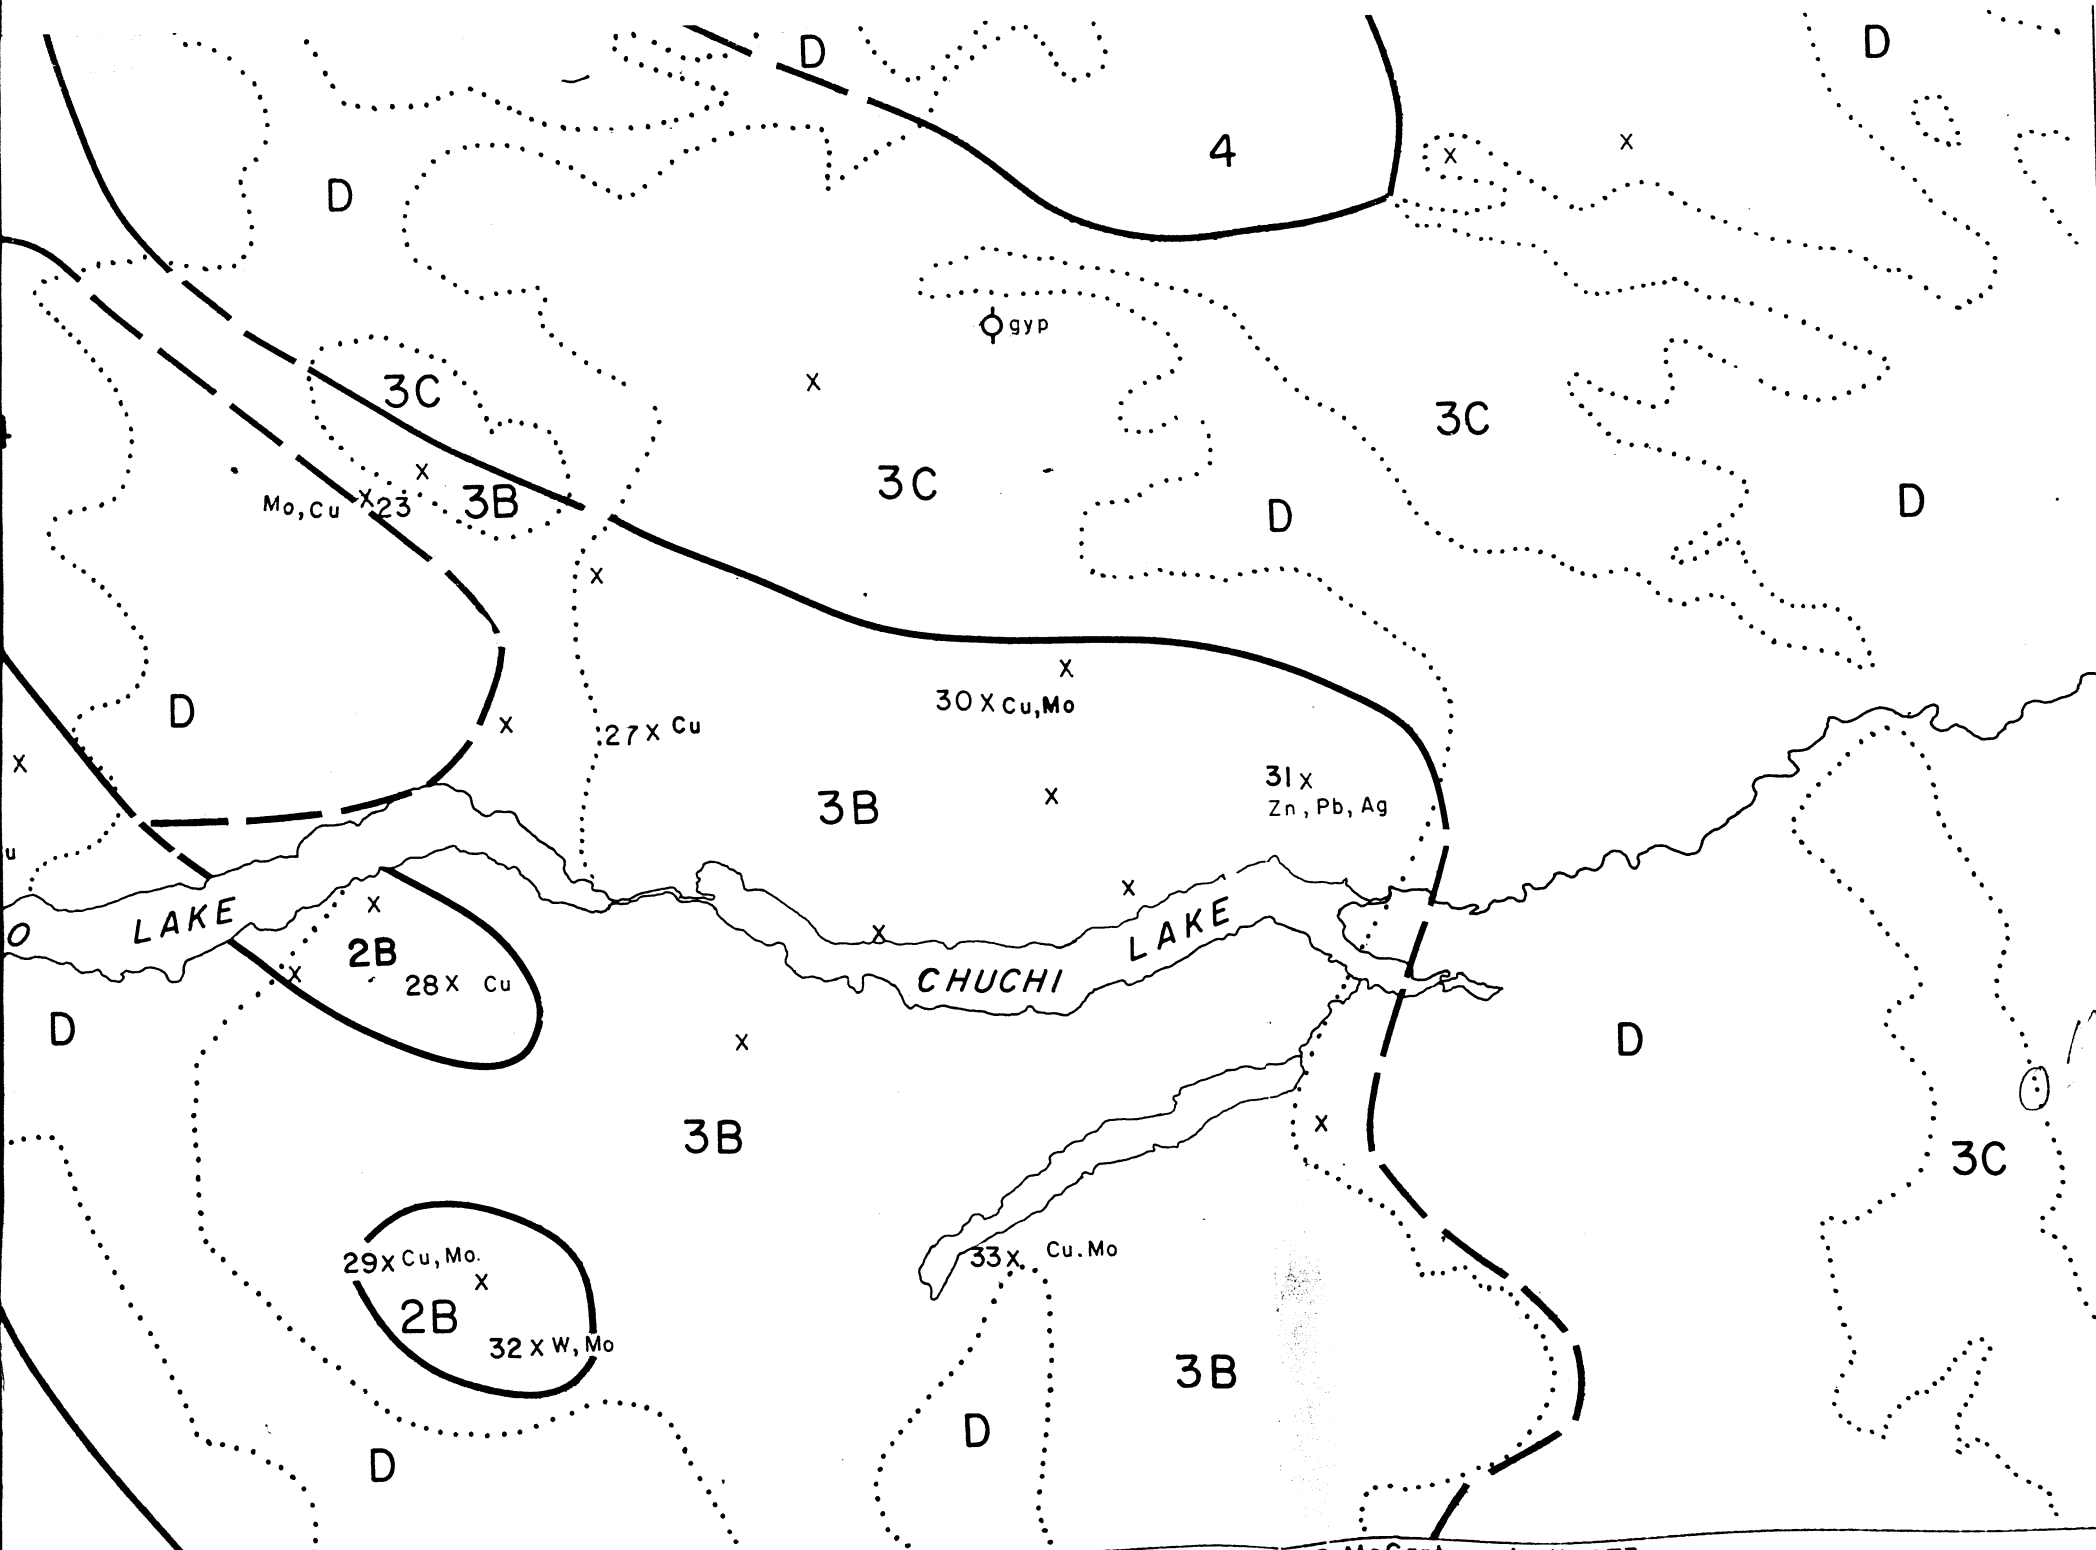 D
D
4
D
gyp
3C
3C
3C
D
D
3B
Mo,Cu x 23
30 x Cu,Mo
D
27 x Cu
31 x
Zn, Pb, Ag
3B
u
LAKE
O
2B
28 x Cu
CHUCHI LAKE
D
D
3B
3C
29 x Cu, Mo.
33 x Cu.Mo
2B
32 x W, Mo
3B
D
D